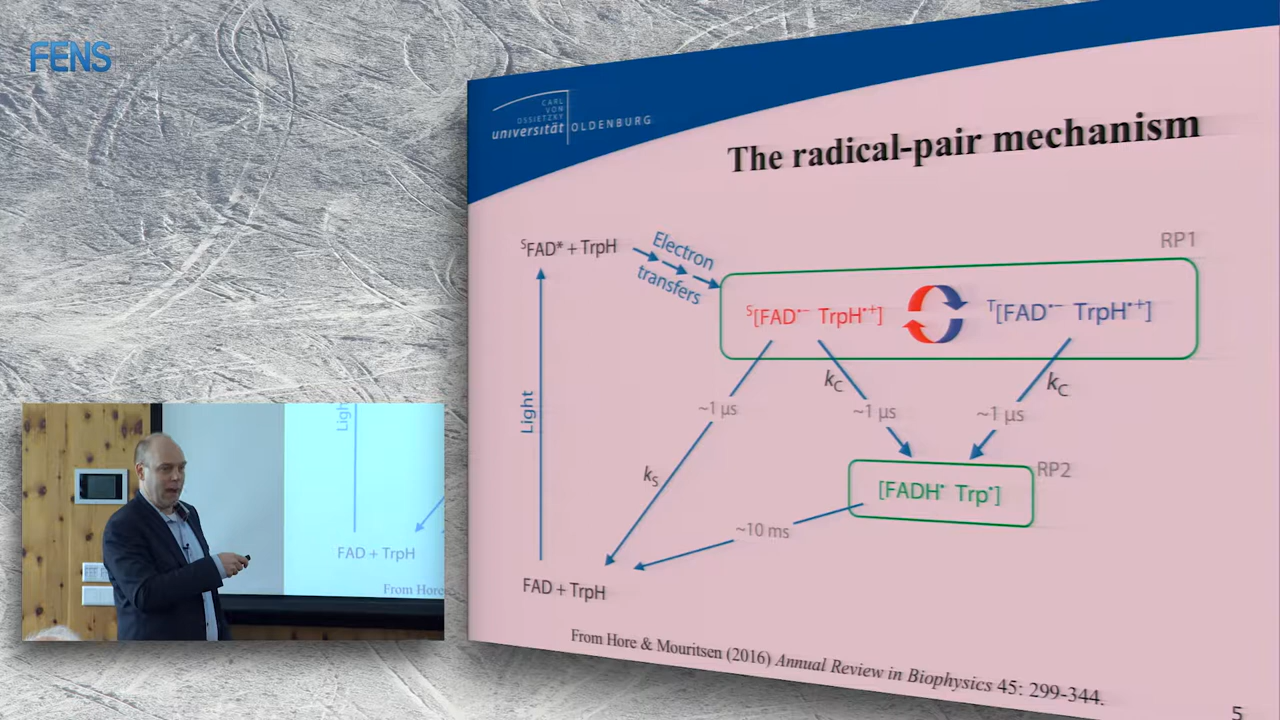 FENS
CARL
VON
OSSIETZKY
universität OLDENBURG
The radical-pair mechanism
RP1
SFAD* + TrpH
Electron
transfers
S[FAD•− TrpH•+]
T[FAD•− TrpH•+]
Light
kC
kC
~1 μs
~1 μs
~1 μs
kS
RP2
[FADH• Trp•]
~10 ms
FAD + TrpH
From Hore & Mouritsen (2016) Annual Review in Biophysics 45: 299-344.
5
Ligh
FAD + TrpH
From Hore